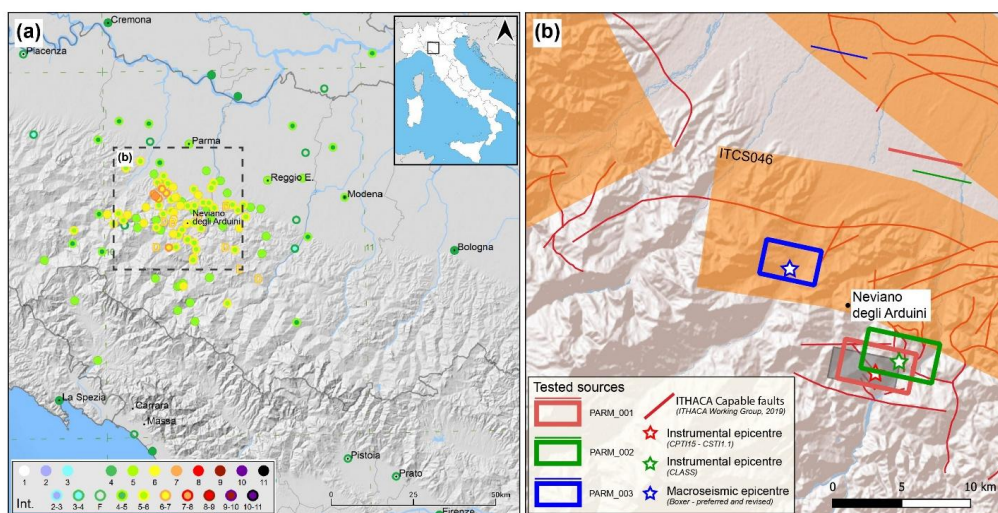 (a)
Cremona
Piacenza
Parma
(b)
Reggio E.
Modena
Neviano
degli Arduini
Bologna
10
11
La Spezia
Carrara
Massa
Pistoia
Prato
Firenze
1 2 3 4 5 6 7 8 9 10 11
Int.
2-3 3-4 F 4-5 5-6 6-7 7-8 8-9 9-10 10-11
0 25 50km
(b)
ITCS046
Neviano
degli Arduini
Tested sources
PARM_001
PARM_002
PARM_003
ITHACA Capable faults
(ITHACA Working Group, 2019)
Instrumental epicentre
(CPTI15 - CSTI1.1)
Instrumental epicentre
(CLASS)
Macroseismic epicentre
(Boxer - preferred and revised)
0 5 10 km